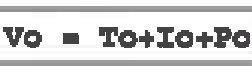 Vo = To+Io+Po